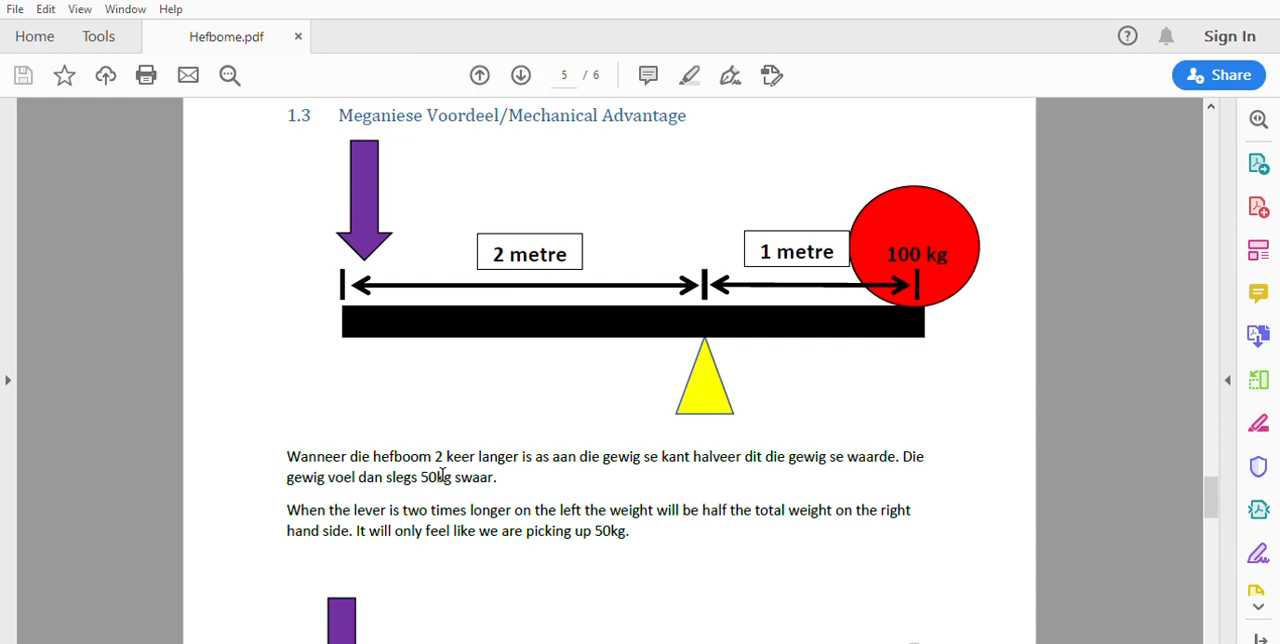 File Edit View Window Help
Home Tools Hefbome.pdf × ? Sign In
5 / 6 Share
1.3 Meganiese Voordeel/Mechanical Advantage
2 metre 1 metre 100 kg
Wanneer die hefboom 2 keer langer is as aan die gewig se kant halveer dit die gewig se waarde. Die
gewig voel dan slegs 50kg swaar.
When the lever is two times longer on the left the weight will be half the total weight on the right
hand side. It will only feel like we are picking up 50kg.